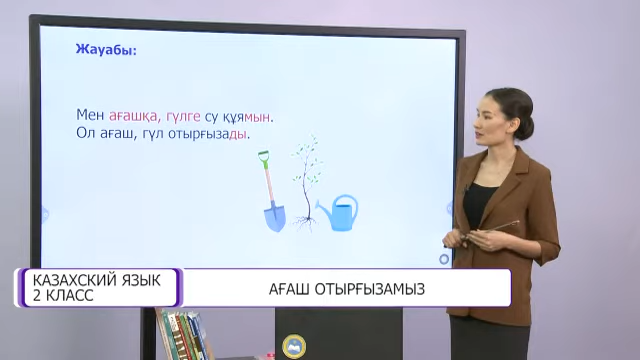 Жауабы:
Мен ағашқа, гүлге су құямын.
Ол ағаш, гүл отырғызады.
КАЗАХСКИЙ ЯЗЫК
2 КЛАСС
АҒАШ ОТЫРҒЫЗАМЫЗ